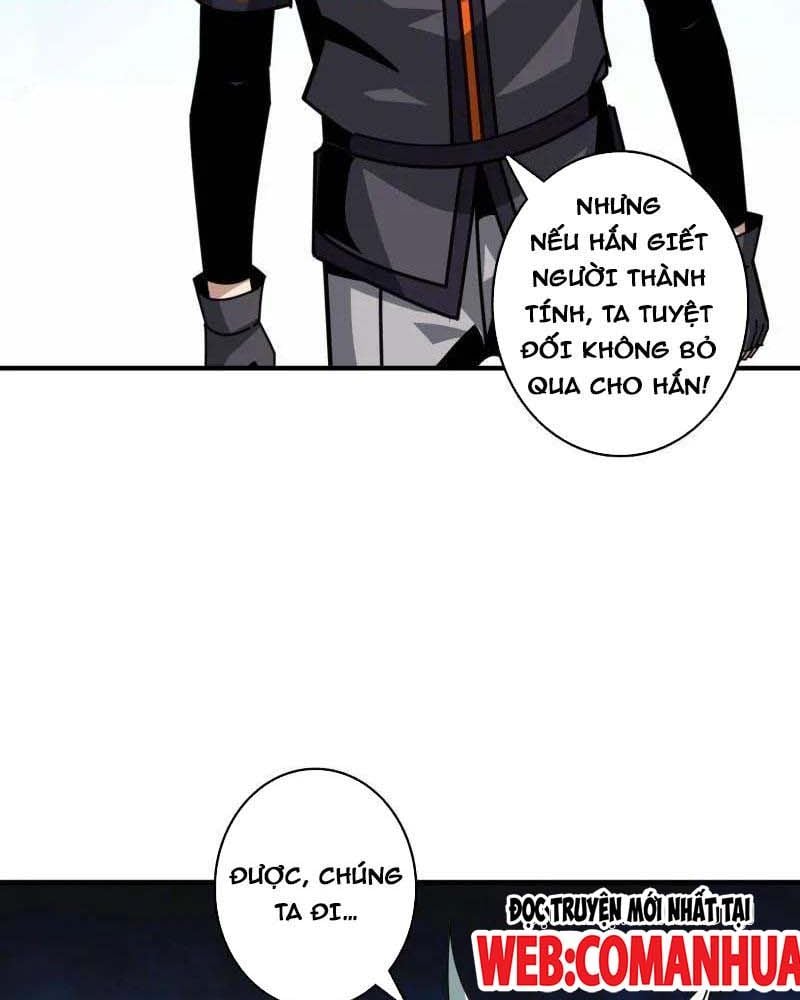 NHƯNG
NẾU HẮN GIẾT
NGƯỜI THÀNH
TÍNH, TA TUYỆT
ĐỐI KHÔNG BỎ
QUA CHO HẮN!
ĐƯỢC, CHÚNG
TA ĐI...
ĐỌC TRUYỆN MỚI NHẤT TẠI
WEB:COMANHUA